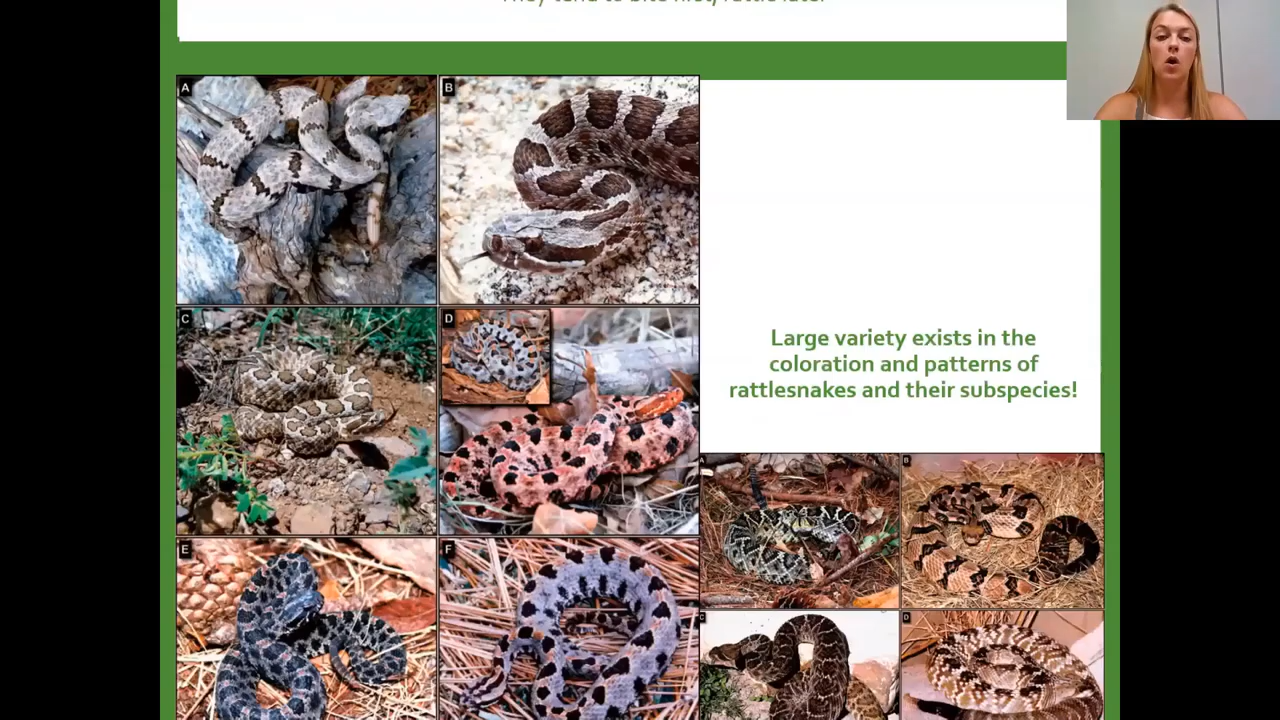 They tend to bite first, rattle later
A
B
C
D
Large variety exists in the
coloration and patterns of
rattlesnakes and their subspecies!
A
B
E
F
C
D